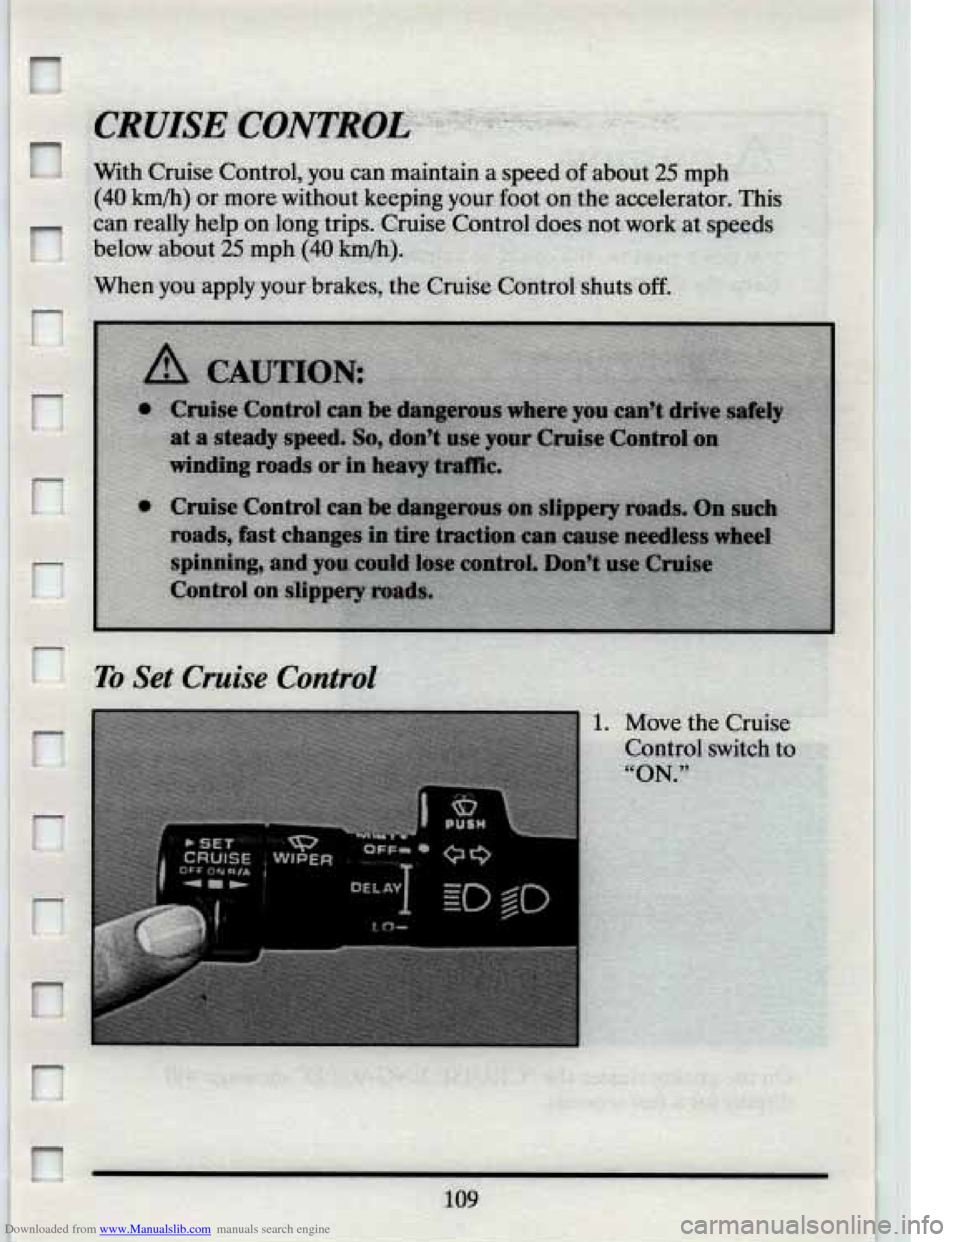 CRUISE CONTROL
With Cruise Control, you can maintain a speed of about 25 mph
(40 km/h) or more without keeping your foot on the accelerator. This
can really help on long trips. Cruise Control does not work at speeds
below about 25 mph (40 km/h).
When you apply your brakes, the Cruise Control shuts off.
CAUTION:
• Cruise Control can be dangerous where you can't drive safely
at a steady speed. So, don't use your Cruise Control on
winding roads or in heavy traffic.
• Cruise Control can be dangerous on slippery roads. On such
roads, fast changes in tire traction can cause needless wheel
spinning, and you could lose control. Don't use Cruise
Control on slippery roads.
To Set Cruise Control
1. Move the Cruise
Control switch to
“ON.”
PUSH
SET
CRUISE
OFF ON R/A
WIPER
OFF
DELAY
LO
109
Downloaded from www.Manualslib.com manuals search engine
carmanualsonline.info